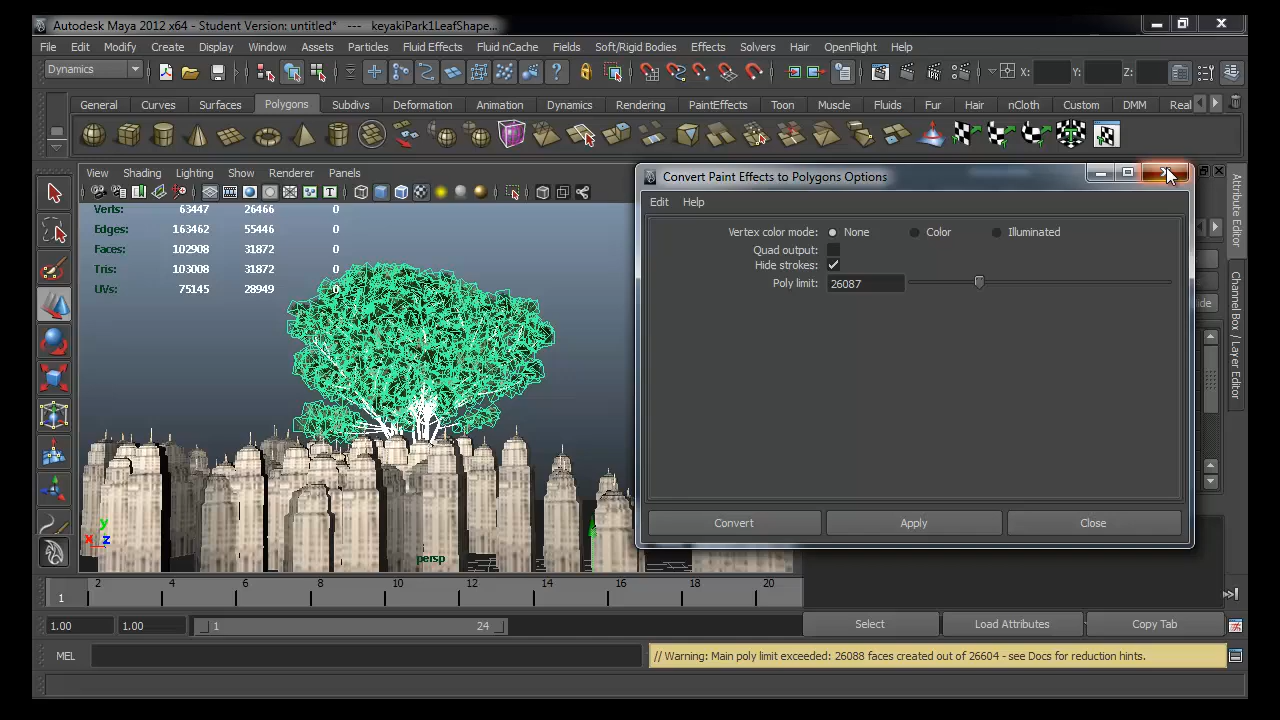 Autodesk Maya 2012 x64 - Student Version: untitled* --- keyakiPark1LeafShape...
File Edit Modify Create Display Window Assets Particles Fluid Effects Fluid nCache Fields Soft/Rigid Bodies Effects Solvers Hair OpenFlight Help
Dynamics X: Y: Z:
General Curves Surfaces Polygons Subdivs Deformation Animation Dynamics Rendering PaintEffects Toon Muscle Fluids Fur Hair nCloth Custom DMM Real
View Shading Lighting Show Renderer Panels
Convert Paint Effects to Polygons Options
Edit Help
Verts: 63447 26466 0
Edges: 163462 55446 0
Faces: 102908 31872 0
Tris: 103008 31872 0
UVs: 75145 28949 0
Vertex color mode: None Color Illuminated
Quad output:
Hide strokes:
Poly limit: 26087
Convert Apply Close
Attribute Editor
Channel Box / Layer Editor
ide
y
x z
persp
2 4 6 8 10 12 14 16 18 20
1
1.00 1.00 1 24
Select Load Attributes Copy Tab
MEL // Warning: Main poly limit exceeded: 26088 faces created out of 26604 - see Docs for reduction hints.